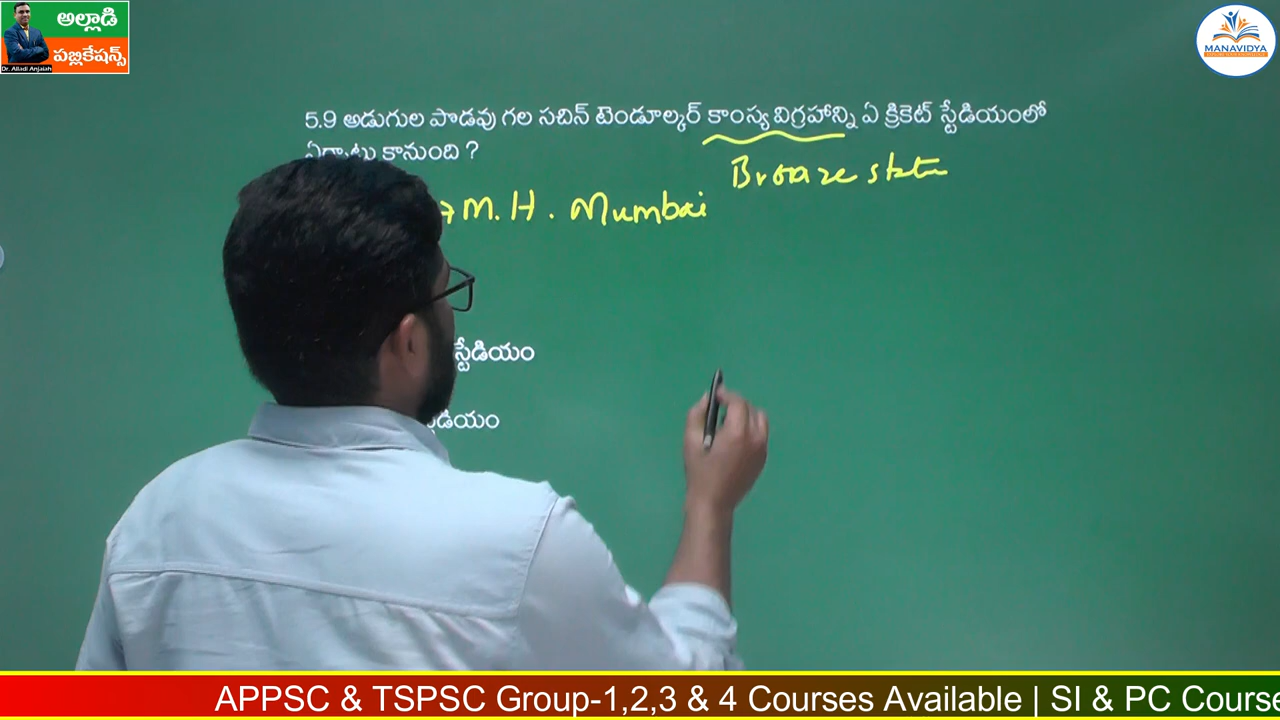 అల్లాడి
పబ్లికేషన్స్
Dr. Alladi Anjaiah
MANAVIDYA
5.9 అడుగుల పొడవు గల సచిన్ టెండూల్కర్ కాంస్య విగ్రహాన్ని ఏ క్రికెట్ స్టేడియంలో
ఏర్పాటు కానుంది ?
Bronze
M. H. Mumbai
స్టేడియం
స్టేడియం
APPSC & TSPSC Group-1,2,3 & 4 Courses Available | SI & PC Course